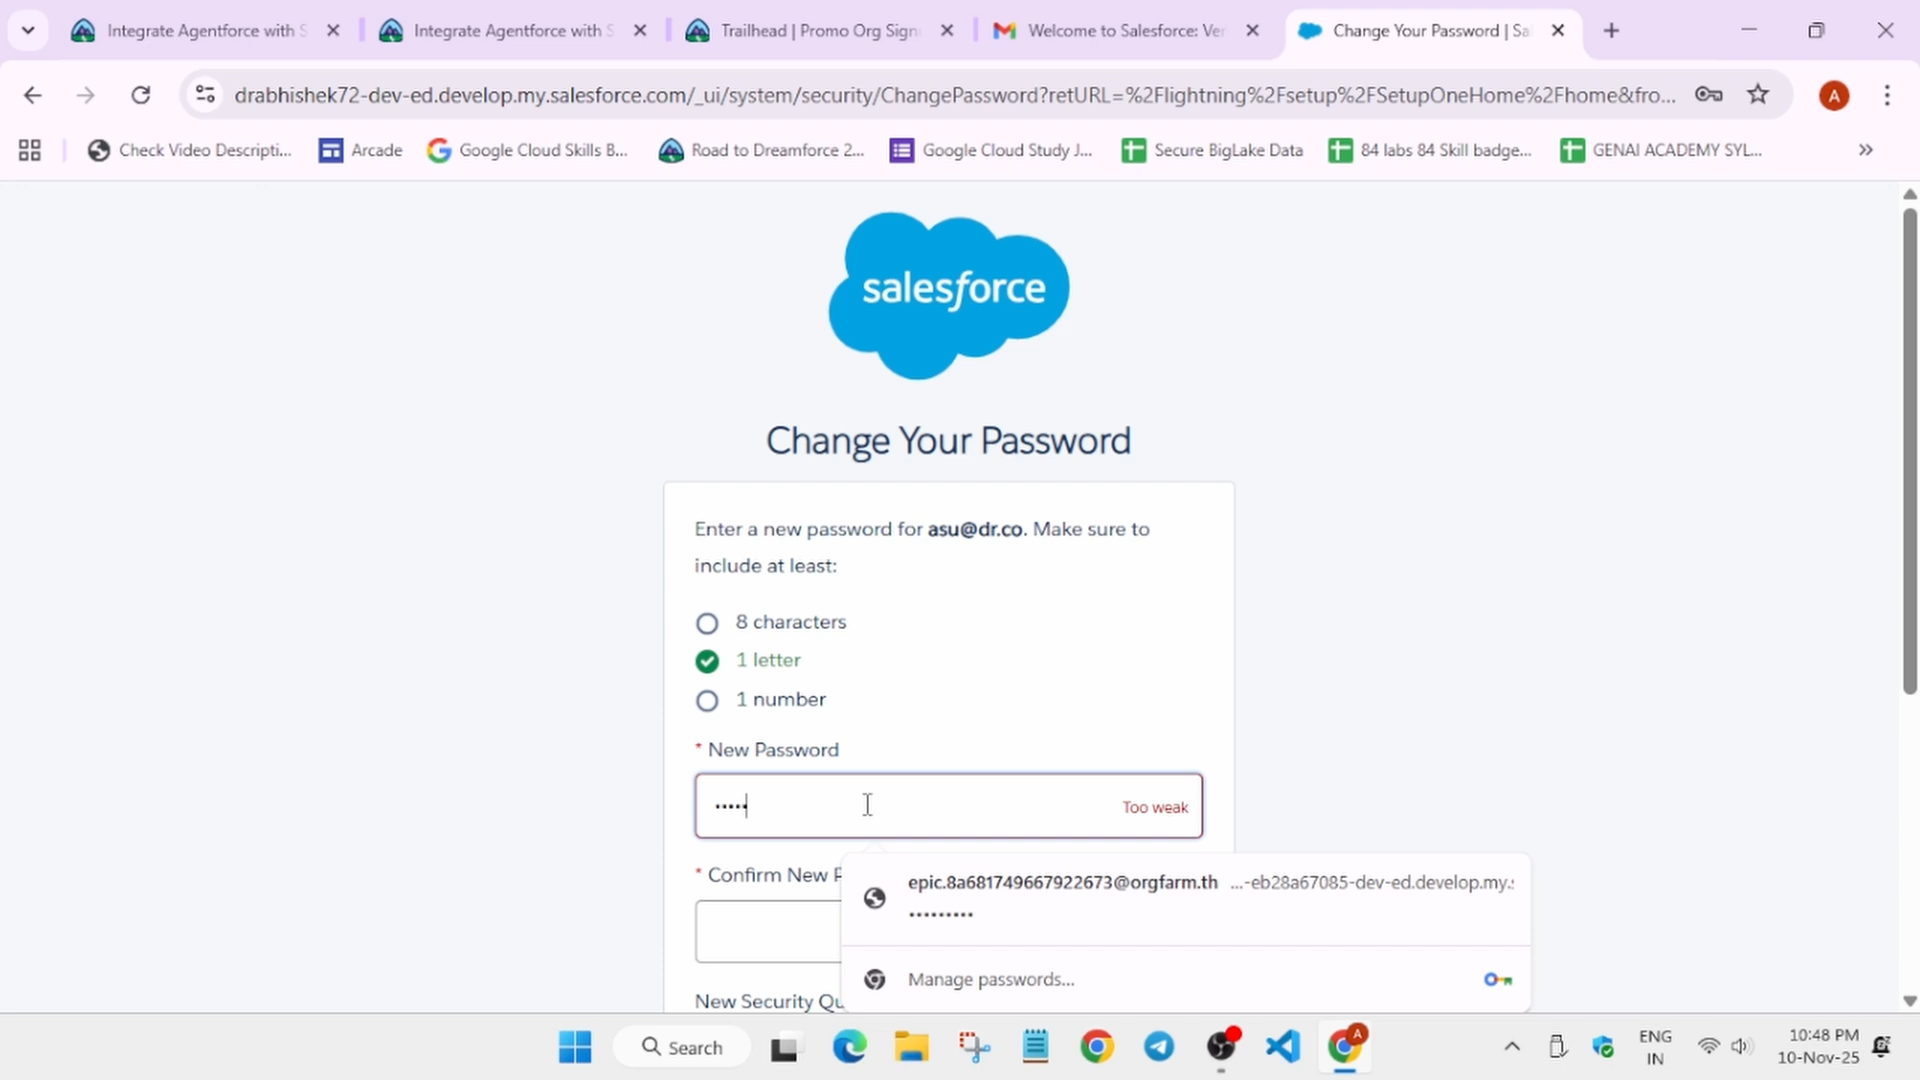 Integrate Agentforce with S
Integrate Agentforce with S
Trailhead | Promo Org Sign
Welcome to Salesforce: Ver
Change Your Password | Sa
drabhishek72-dev-ed.develop.my.salesforce.com/_ui/system/security/ChangePassword?retURL=%2Flightning%2Fsetup%2FSetupOneHome%2Fhome&fro...
A
Check Video Descripti...
Arcade
Google Cloud Skills B...
Road to Dreamforce 2...
Google Cloud Study J...
Secure BigLake Data
84 labs 84 Skill badge...
GENAI ACADEMY SYL...
salesforce
Change Your Password
Enter a new password for asu@dr.co. Make sure to
include at least:
8 characters
1 letter
1 number
* New Password
•••••
Too weak
* Confirm New P
epic.8a681749667922673@orgfarm.th ...-eb28a67085-dev-ed.develop.my.s
•••••••••
Manage passwords...
New Security Qu
Search
A
ENG
IN
10:48 PM
10-Nov-25